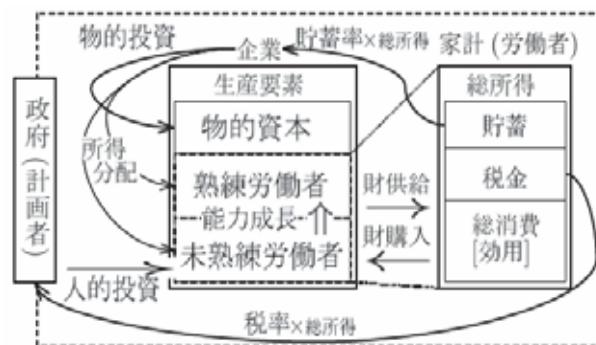 物的投資
企業
貯蓄率×総所得
家計(労働者)
政府(計画者)
生産要素
物的資本
所得
分配
熟練労働者
能力成長
未熟練労働者
人的投資
財供給
財購入
総所得
貯蓄
税金
総消費
[効用]
税率×総所得